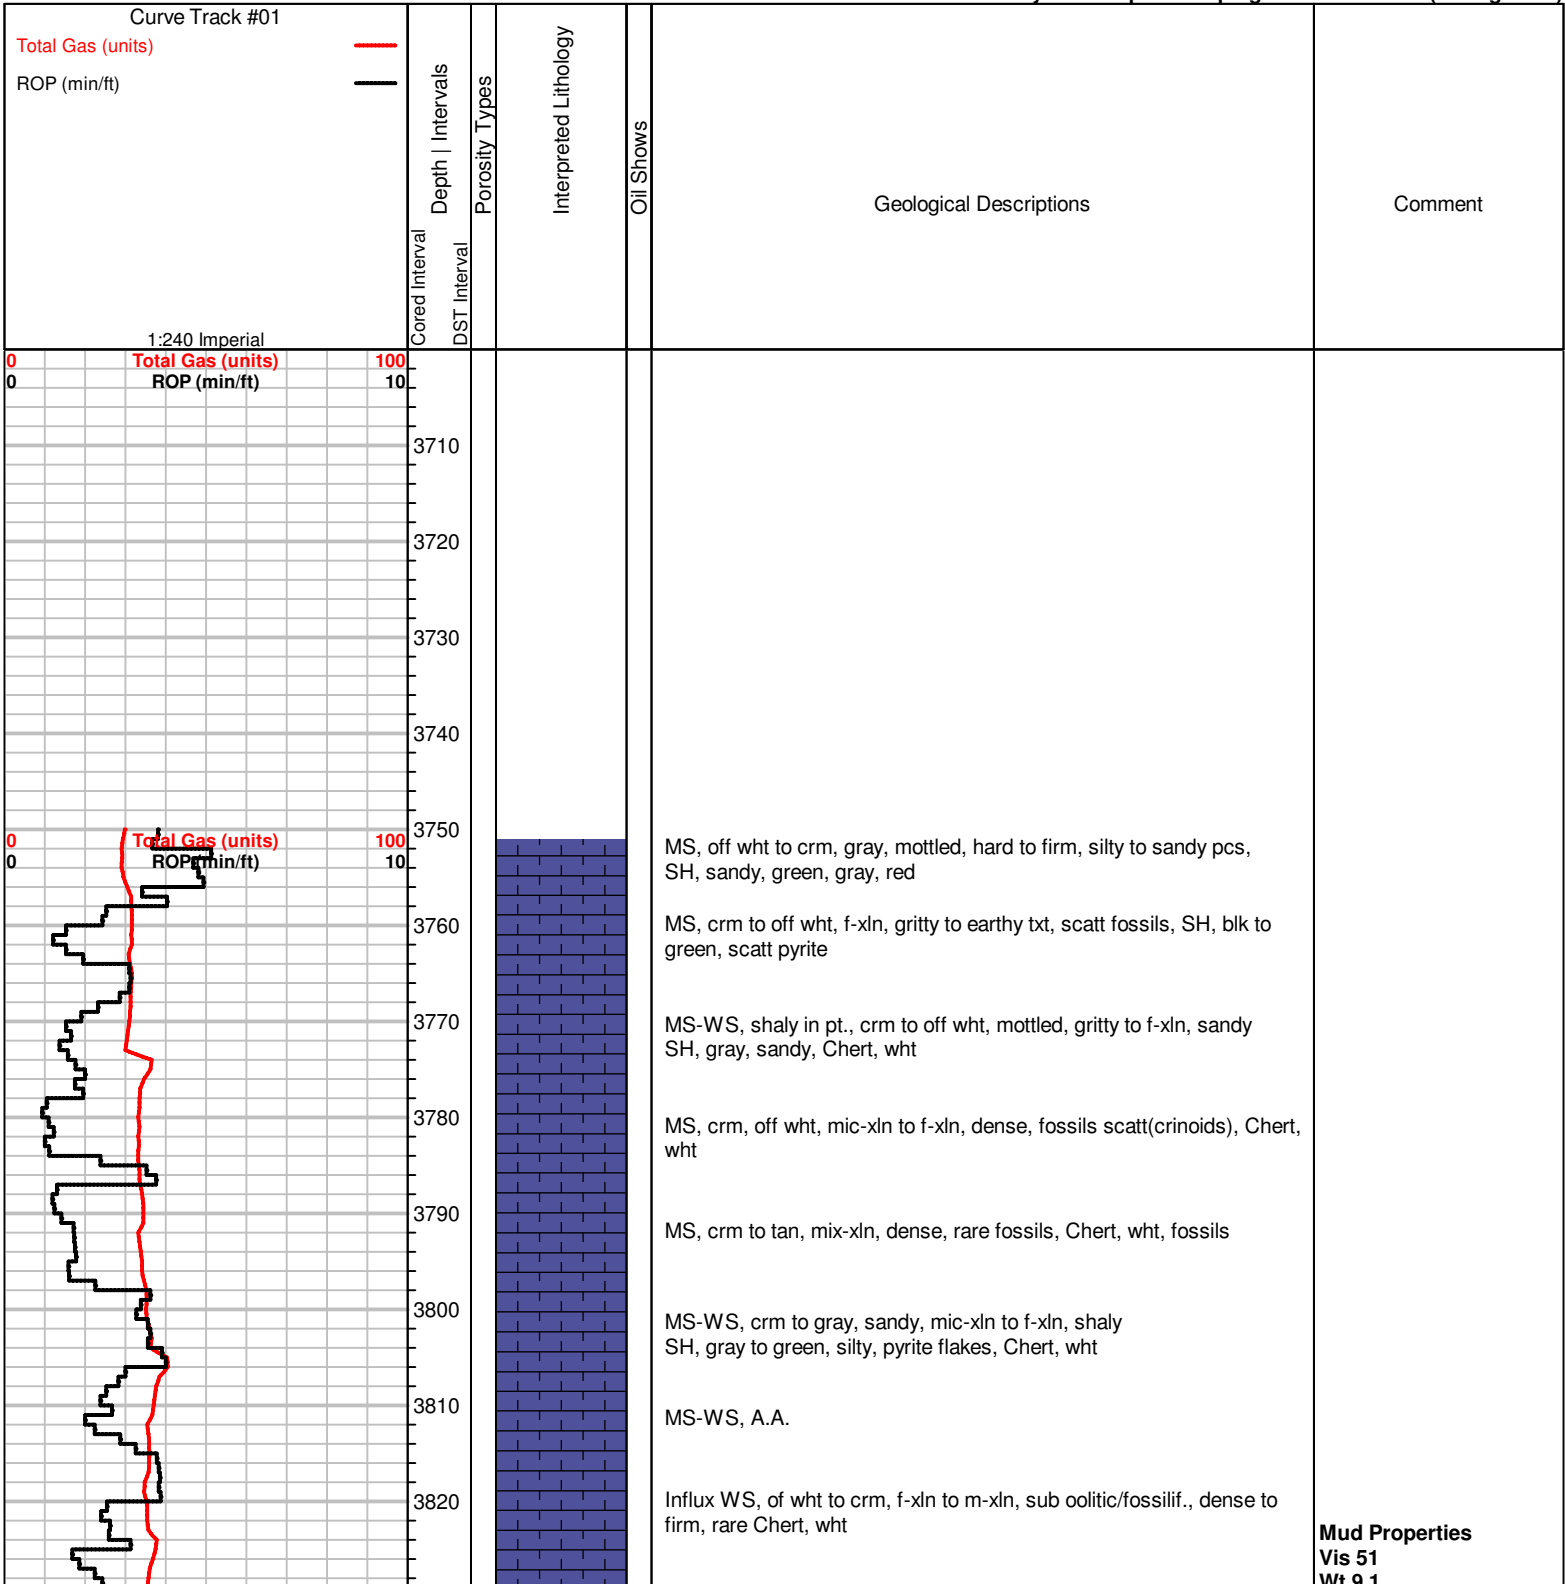 Curve Track #01
Total Gas (units)
ROP (min/ft)
1:240 Imperial
Cored Interval
Depth | Intervals
DST Interval
Porosity Types
Interpreted Lithology
Oil Shows
Geological Descriptions
Comment
0 Total Gas (units) 100
0 ROP (min/ft) 10
3710
3720
3730
3740
3750
0 Total Gas (units) 100
0 ROP (min/ft) 10
MS, off wht to crm, gray, mottled, hard to firm, silty to sandy pcs,
SH, sandy, green, gray, red
3760
MS, crm to off wht, f-xln, gritty to earthy txt, scatt fossils, SH, blk to
green, scatt pyrite
3770
MS-WS, shaly in pt., crm to off wht, mottled, gritty to f-xln, sandy
SH, gray, sandy, Chert, wht
3780
MS, crm, off wht, mic-xln to f-xln, dense, fossils scatt(crinoids), Chert,
wht
3790
MS, crm to tan, mix-xln, dense, rare fossils, Chert, wht, fossils
3800
MS-WS, crm to gray, sandy, mic-xln to f-xln, shaly
SH, gray to green, silty, pyrite flakes, Chert, wht
3810
MS-WS, A.A.
3820
Influx WS, of wht to crm, f-xln to m-xln, sub oolitic/fossilif., dense to
firm, rare Chert, wht
Mud Properties
Vis 51
Wt 9.1